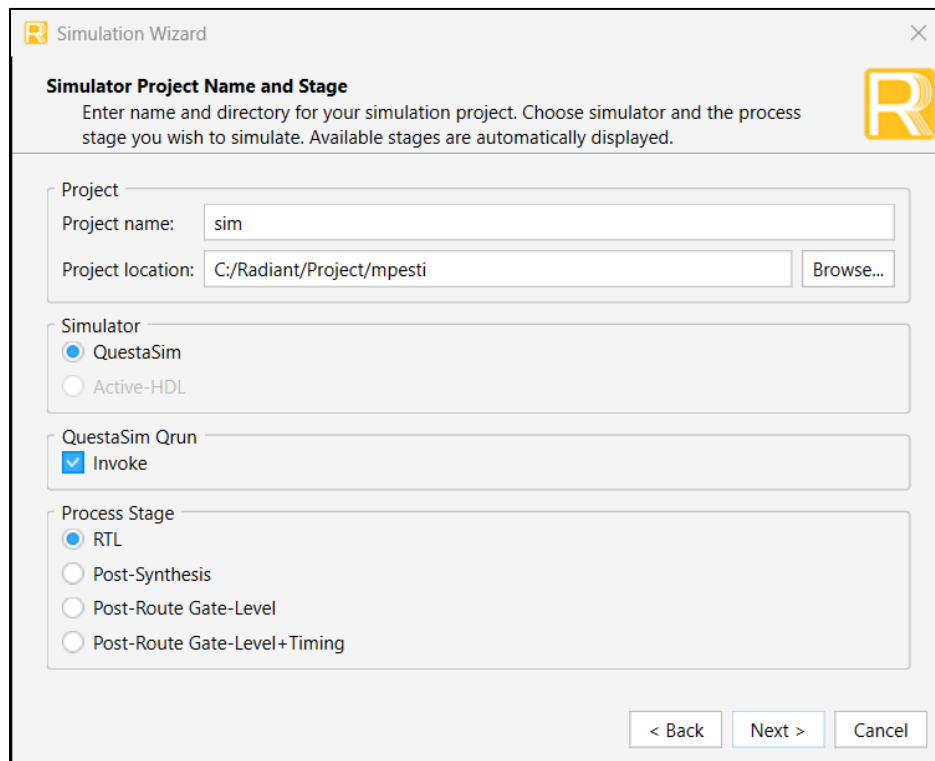 Simulation Wizard
Simulator Project Name and Stage
Enter name and directory for your simulation project. Choose simulator and the process
stage you wish to simulate. Available stages are automatically displayed.
Project
Project name: sim
Project location: C:/Radiant/Project/mpesti Browse...
Simulator
QuestaSim
Active-HDL
QuestaSim Qrun
Invoke
Process Stage
RTL
Post-Synthesis
Post-Route Gate-Level
Post-Route Gate-Level+Timing
< Back Next > Cancel